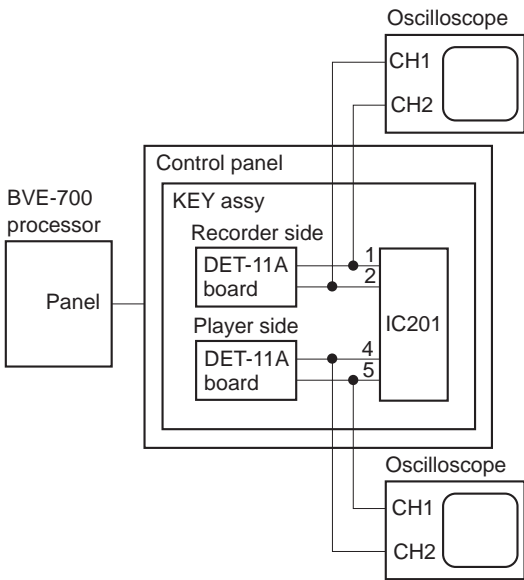 Oscilloscope
CH1
CH2
Control panel
KEY assy
BVE-700
processor
Panel
Recorder side
DET-11A
board
1
2
IC201
Player side
DET-11A
board
4
5
Oscilloscope
CH1
CH2